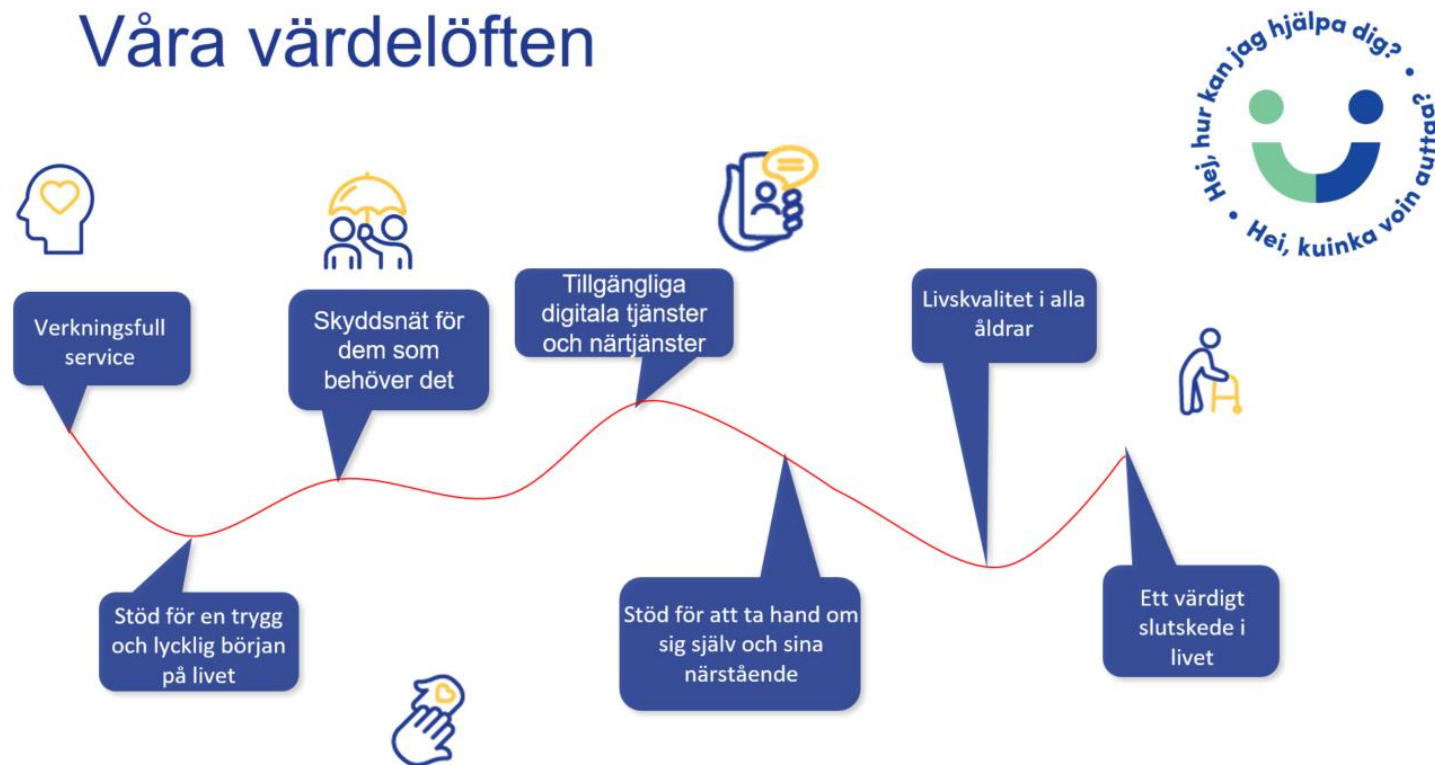 Våra värdelöften
Hej, hur kan jag hjälpa dig? •
Hei, kuinka voin auttaa? •
Verkningsfull
service
Stöd för en trygg
och lycklig början
på livet
Skyddsnät för
dem som
behöver det
Tillgängliga
digitala tjänster
och närtjänster
Stöd för att ta hand om
sig själv och sina
närstående
Livskvalitet i alla
åldrar
Ett värdigt
slutskede i
livet